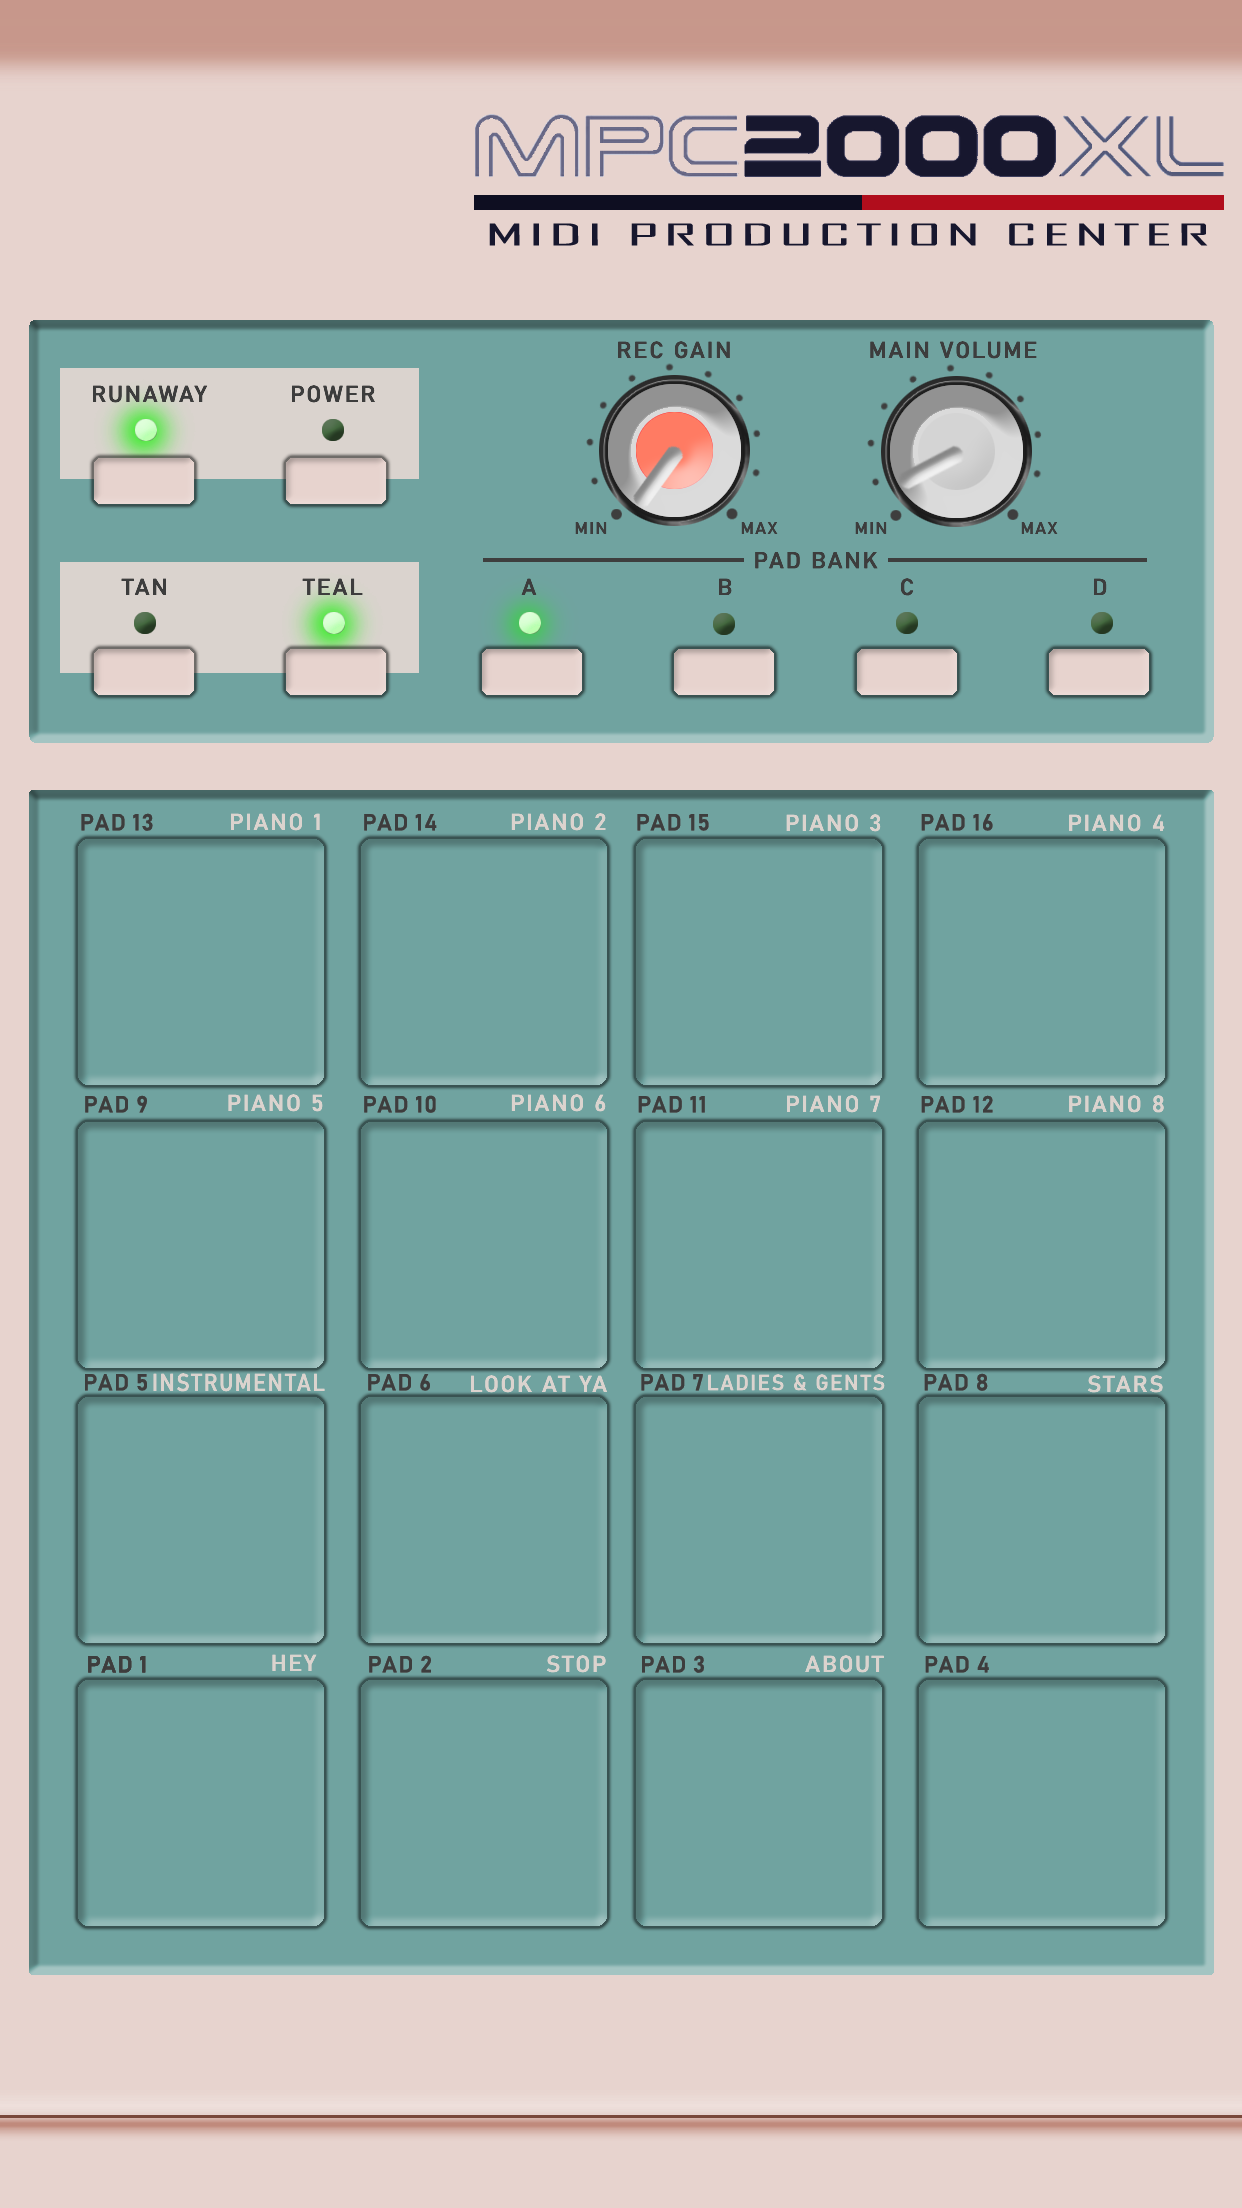 MPC2000XL
MIDI PRODUCTION CENTER
REC GAIN
MAIN VOLUME
RUNAWAY
POWER
MIN
MAX
MIN
MAX
PAD BANK
TAN
TEAL
A
B
C
D
PAD 13
PIANO 1
PAD 14
PIANO 2
PAD 15
PIANO 3
PAD 16
PIANO 4
PAD 9
PIANO 5
PAD 10
PIANO 6
PAD 11
PIANO 7
PAD 12
PIANO 8
PAD 5
INSTRUMENTAL
PAD 6
LOOK AT YA
PAD 7
LADIES & GENTS
PAD 8
STARS
PAD 1
HEY
PAD 2
STOP
PAD 3
ABOUT
PAD 4